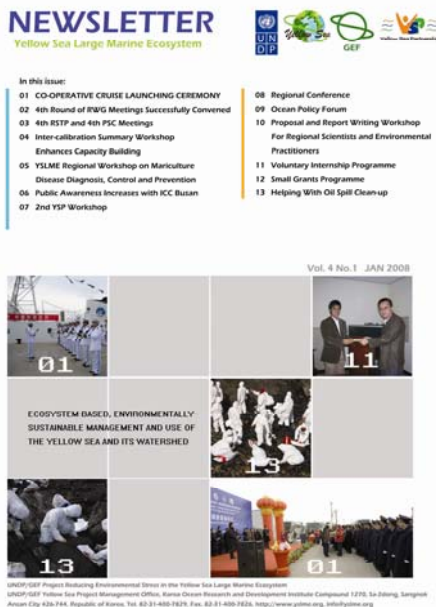 NEWSLETTER
Yellow Sea Large Marine Ecosystem
U N
D P
Yellow Sea
GEF
Yellow Sea Partnership
In this issue:
01 CO-OPERATIVE CRUISE LAUNCHING CEREMONY
02 4th Round of RWG Meetings Successfully Convened
03 4th RSTP and 4th PSC Meetings
04 Inter-calibration Summary Workshop
Enhances Capacity Building
05 YSLME Regional Workshop on Mariculture
Disease Diagnosis, Control and Prevention
06 Public Awareness Increases with ICC Busan
07 2nd YSP Workshop
08 Regional Conference
09 Ocean Policy Forum
10 Proposal and Report Writing Workshop
For Regional Scientists and Environmental
Practitioners
11 Voluntary Internship Programme
12 Small Grants Programme
13 Helping With Oil Spill Clean-up
Vol. 4 No.1 JAN 2008
01
11
ECOSYSTEM BASED, ENVIRONMENTALLY-
SUSTAINABLE MANAGEMENT AND USE OF
THE YELLOW SEA AND ITS WATERSHED
13
13
01
UNDP/GEF Project Reducing Environmental Stress in the Yellow Sea Large Marine Ecosystem
UNDP/GEF Yellow Sea Project Management Office, Korea Ocean Research and Development Institute Compound 1270, Sa-2dong, Sangnok
Ansan City 426-744, Republic of Korea. Tel. 82-31-400-7829, Fax. 82-31-400-7826, http://www.yslme.org, info@yslme.org